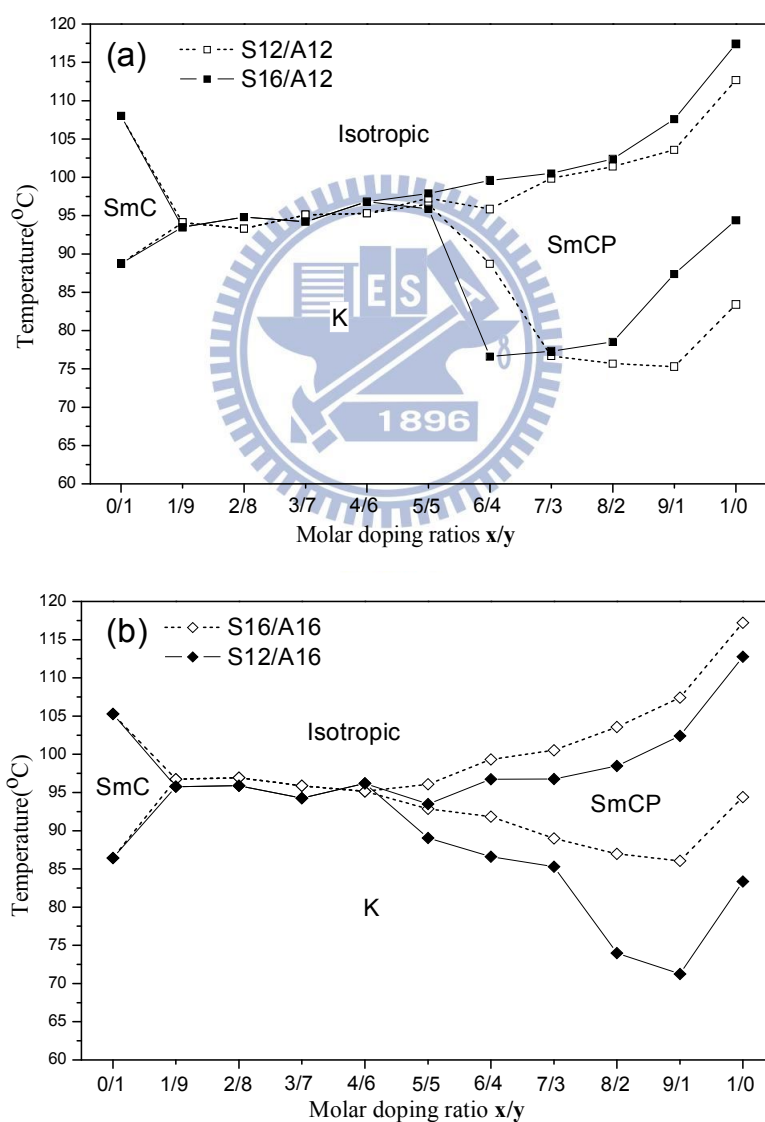 (a)
S12/A12
S16/A12
Isotropic
SmC
SmCP
K
E S
1896
Temperature(°C)
120
115
110
105
100
95
90
85
80
75
70
65
60
0/1 1/9 2/8 3/7 4/6 5/5 6/4 7/3 8/2 9/1 1/0
Molar doping ratios x/y
(b)
S16/A16
S12/A16
Isotropic
SmC
SmCP
K
Temperature(°C)
120
115
110
105
100
95
90
85
80
75
70
65
60
0/1 1/9 2/8 3/7 4/6 5/5 6/4 7/3 8/2 9/1 1/0
Molar doping ratio x/y